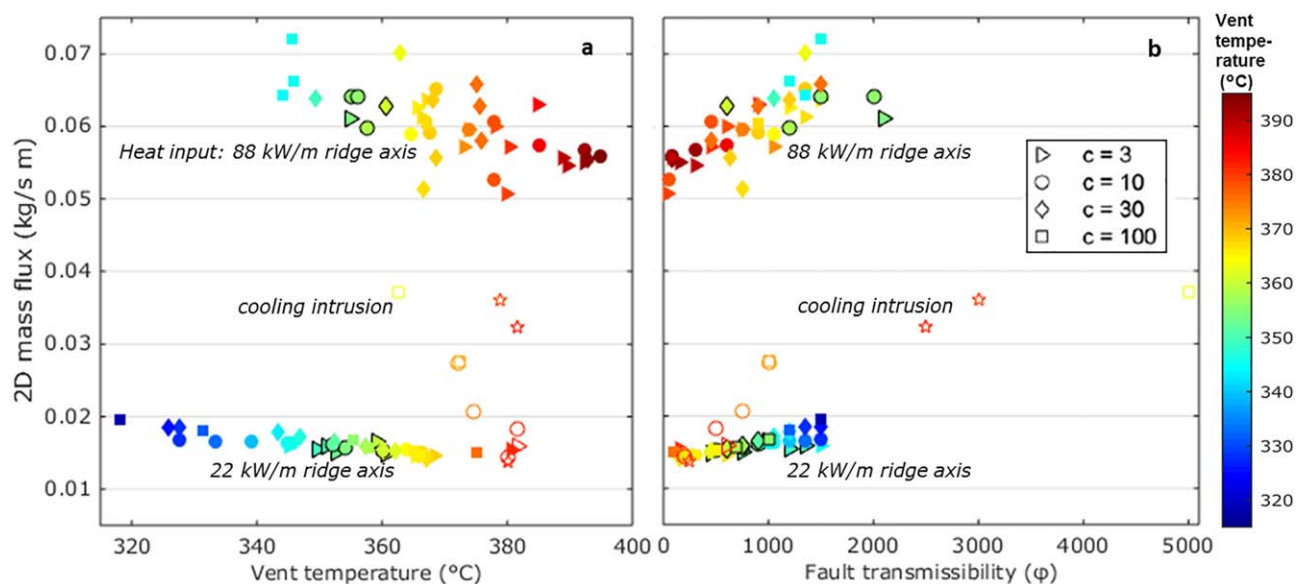 a
b
Vent
tempe-
rature
(°C)
2D mass flux (kg/s m)
0.07
0.06
0.05
0.04
0.03
0.02
0.01
Heat input: 88 kW/m ridge axis
cooling intrusion
22 kW/m ridge axis
320 340 360 380 400
Vent temperature (°C)
88 kW/m ridge axis
c = 3
c = 10
c = 30
c = 100
cooling intrusion
22 kW/m ridge axis
0 1000 2000 3000 4000 5000
Fault transmissibility (φ)
390
380
370
360
350
340
330
320